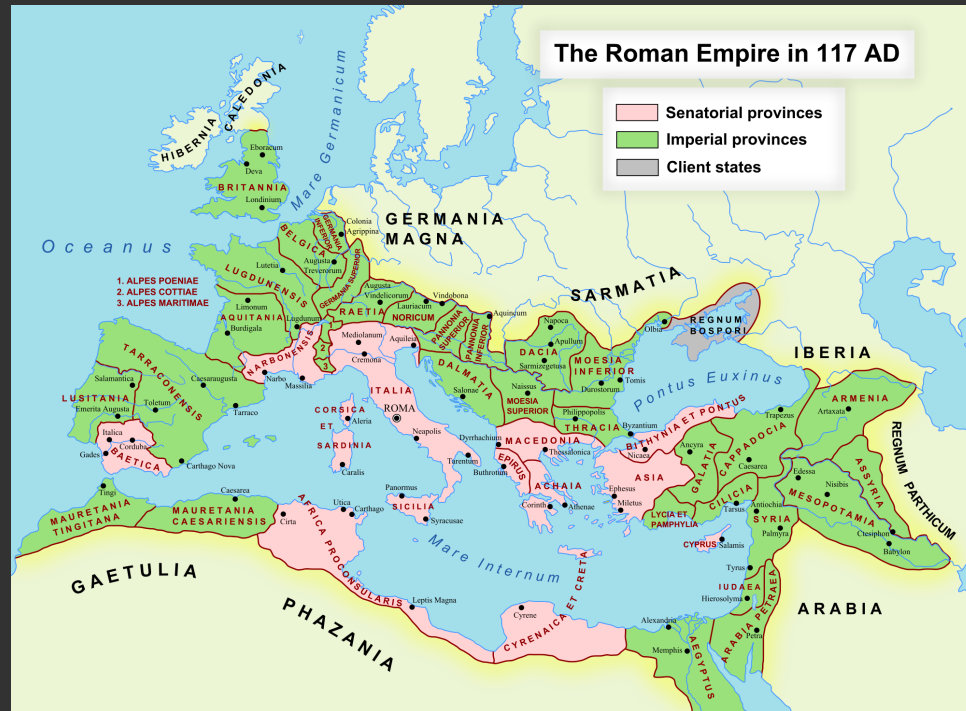 The Roman Empire in 117 AD
Senatorial provinces
Imperial provinces
Client states
CALEDONIA
HIBERNIA
Mare Germanicum
Eboracum
Deva
BRITANNIA
Londinium
Oceanus
GERMANIA
MAGNA
GERMANIA
INFERIOR
Colonia
Agrippina
BELGICA
Augusta
Treverorum
Lutetia
LUGDUNENSIS
GERMANIA SUPERIOR
1. ALPES POENIAE
2. ALPES COTTIAE
3. ALPES MARITIMAE
Limonum
AQUITANIA
Lugdunum
Burdigala
Augusta
Vindelicorum
RAETIA
Lauriacum
NORICUM
Vindobona
Aquincum
PANNONIA
SUPERIOR
PANNONIA
INFERIOR
SARMATIA
Olbia
REGNUM
BOSPORI
Napoca
Apullum
DACIA
Sarmizegetusa
MOESIA
INFERIOR
Durostorum
Tomis
Pontus Euxinus
IBERIA
1
2
3
NARBONENSIS
Narbo
Massilia
Mediolanum
Cremona
Aquileia
ITALIA
ROMA
Neapolis
Tarentum
DALMATIA
Salonae
Naissus
MOESIA
SUPERIOR
Philippopolis
THRACIA
Byzantium
TARRACONENSIS
Salamantica
Caesaraugusta
LUSITANIA
Emerita Augusta
Toletum
Tarraco
Italica
Corduba
Gades
BAETICA
Carthago Nova
CORSICA
ET
SARDINIA
Aleria
Caralis
Dyrrhachium
MACEDONIA
Thessalonica
EPIRUS
Buthrotum
ACHAIA
Corinth
Athenae
BITHYNIA ET PONTUS
Nicaea
Trapezus
ARMENIA
Artaxata
Ancyra
GALATIA
CAPPADOCIA
Caesarea
ASIA
Ephesus
Miletus
LYCIA ET
PAMPHYLIA
CILICIA
Tarsus
Antiochia
SYRIA
Palmyra
CYPRUS
Salamis
Edessa
Nisibis
MESOPOTAMIA
ASSYRIA
Ctesiphon
Babylon
REGNUM PARTHICUM
Tingi
MAURETANIA
TINGITANA
Caesarea
MAURETANIA
CAESARIENSIS
Cirta
Utica
Carthago
AFRICA PROCONSULARIS
Panormus
SICILIA
Syracusae
Mare Internum
Leptis Magna
Cyrene
CYRENAICA ET CRETA
Tyrus
IUDAEA
Hierosolyma
ARABIA PETRAEA
Petra
Alexandria
Memphis
AEGYPTUS
ARABIA
GAETULIA
PHAZANIA